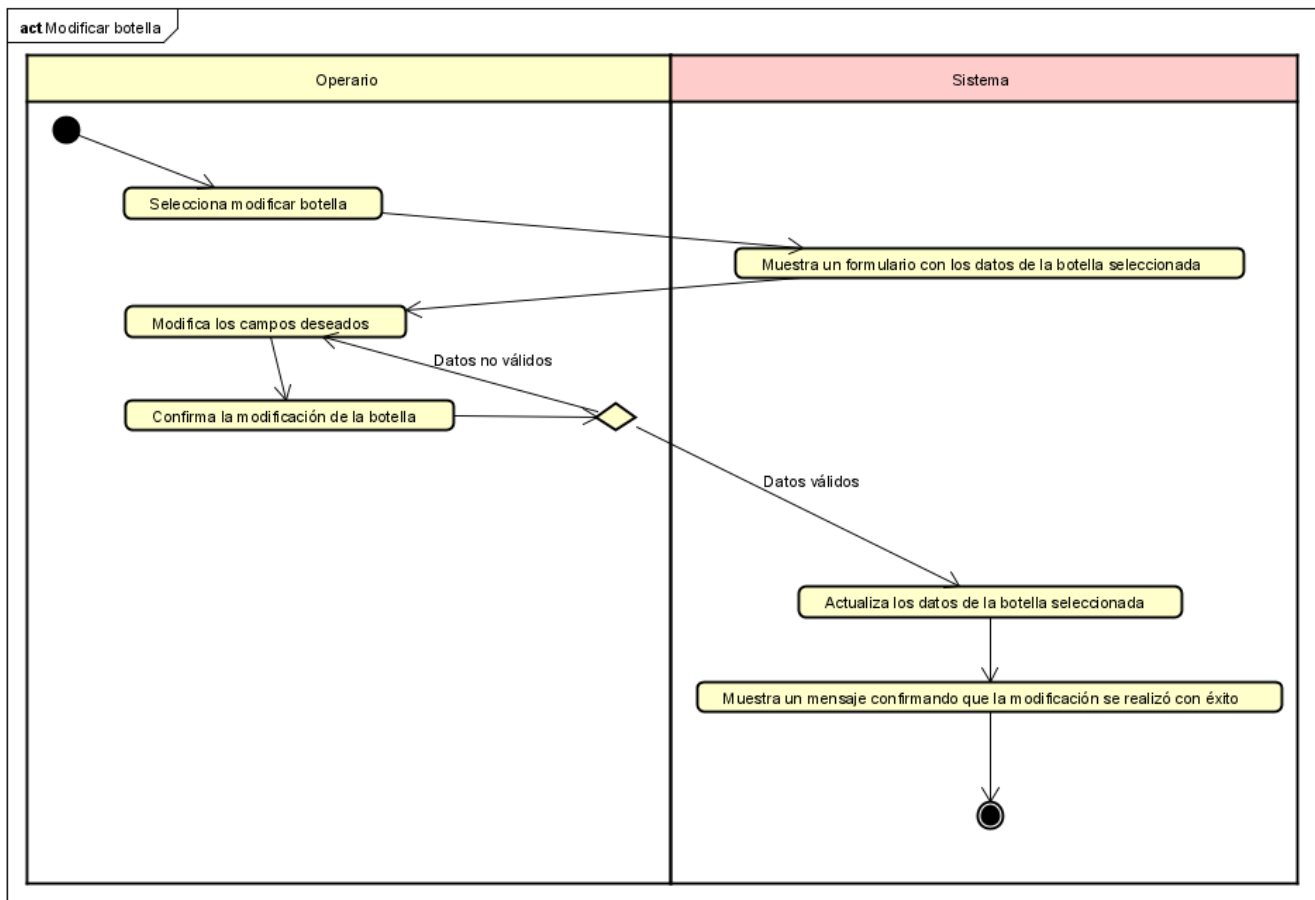 act Modificar botella
Operario
Sistema
Selecciona modificar botella
Muestra un formulario con los datos de la botella seleccionada
Modifica los campos deseados
Datos no válidos
Confirma la modificación de la botella
Datos válidos
Actualiza los datos de la botella seleccionada
Muestra un mensaje confirmando que la modificación se realizó con éxito